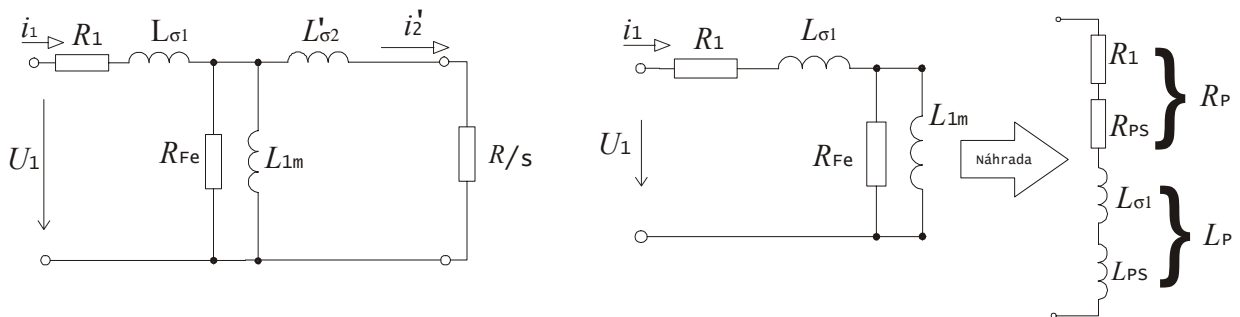 i1 R1 Lσ1 L'σ2 i2'
U1 RFe L1m R/s
i1 R1 Lσ1
U1 RFe L1m
Náhrada
R1
RPS
RP
Lσ1
LPS
LP